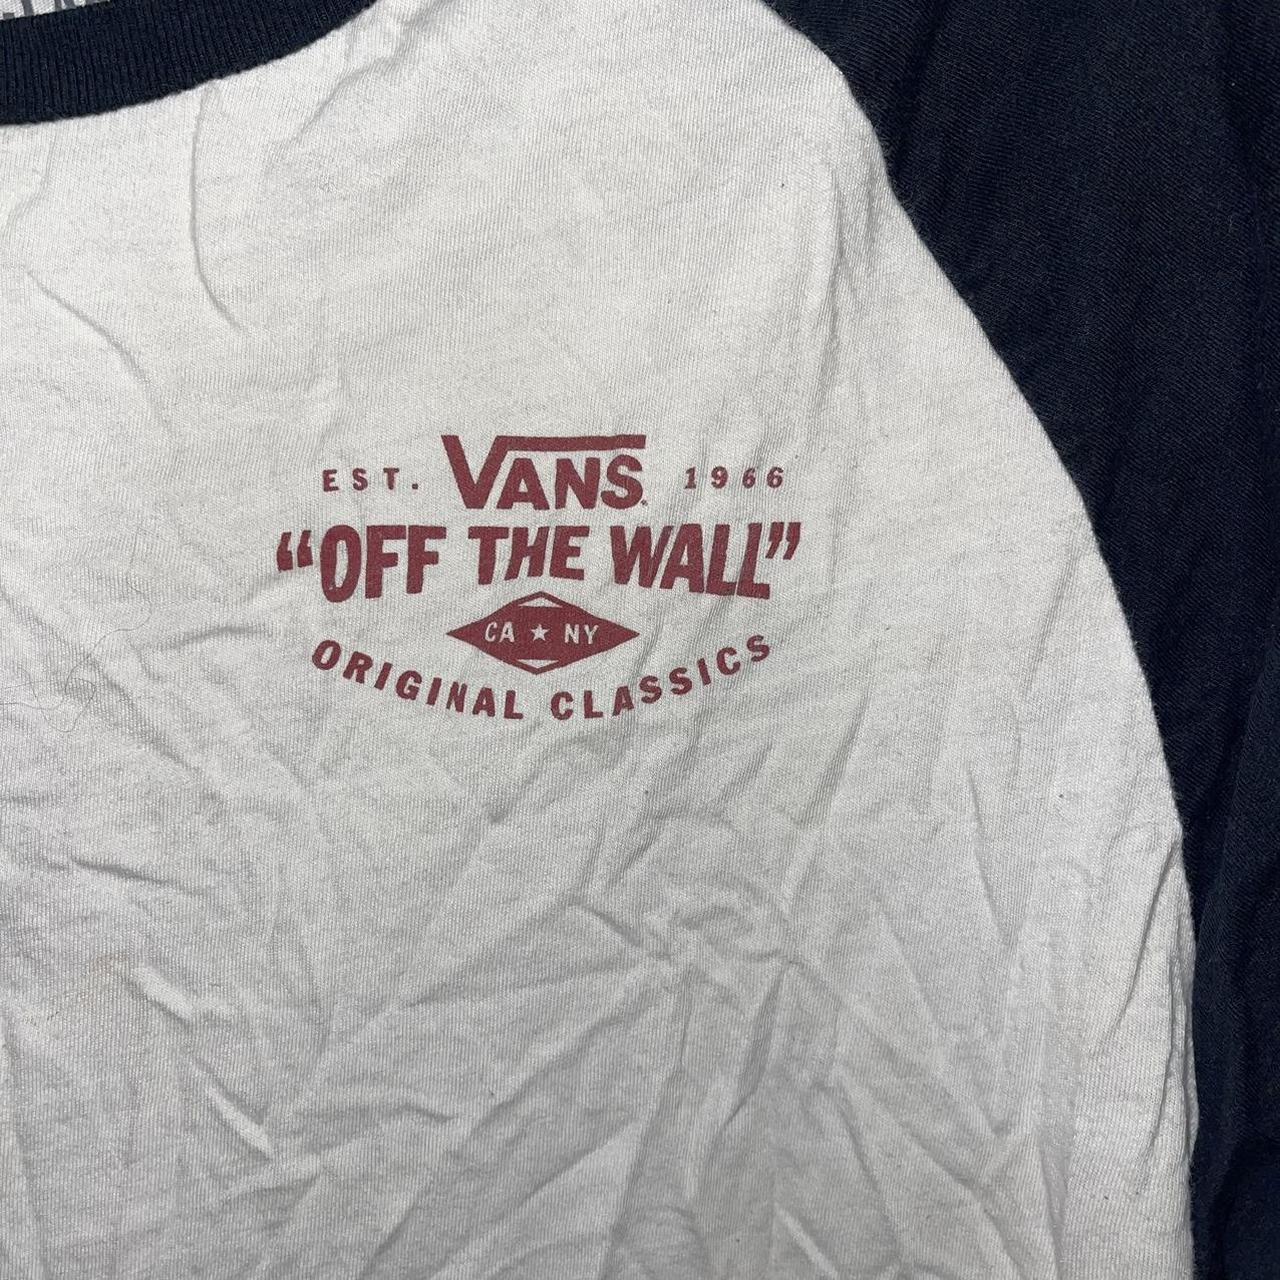 EST. VANS 1966
“OFF THE WALL”
CA ★ NY
ORIGINAL CLASSICS